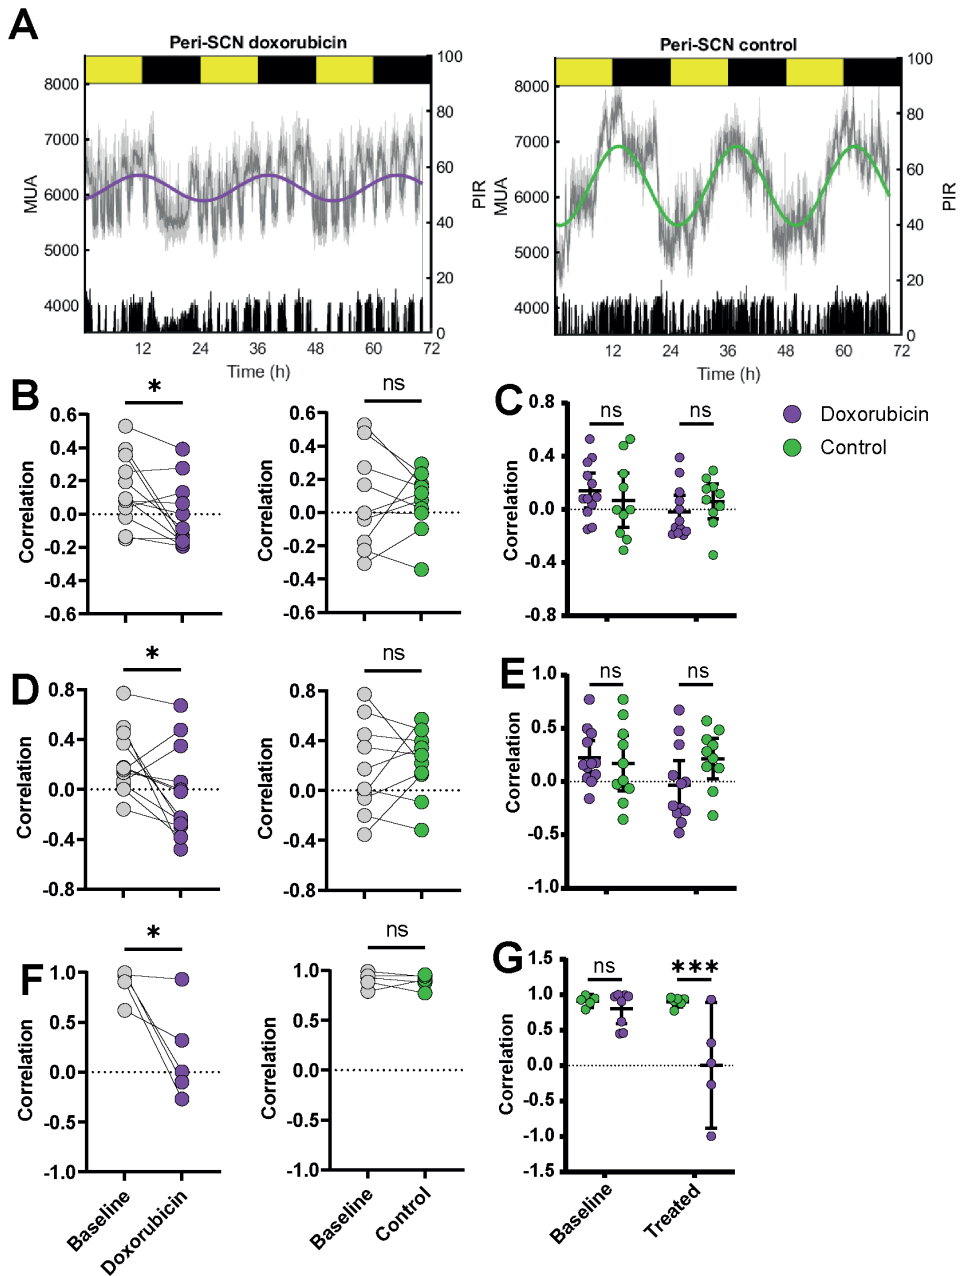 A
Peri-SCN doxorubicin
Peri-SCN control
8000
7000
6000
5000
4000
MUA
100
80
60
40
20
0
PIR
12 24 36 48 60 72
Time (h)
8000
7000
6000
5000
4000
MUA
100
80
60
40
20
0
PIR
12 24 36 48 60 72
Time (h)
B
*
0.6
0.4
0.2
0.0
-0.2
-0.4
-0.6
Correlation
ns
0.6
0.4
0.2
0.0
-0.2
-0.4
-0.6
Correlation
C
ns ns
0.8
0.4
0.0
-0.4
-0.8
Correlation
Doxorubicin
Control
D
*
0.8
0.4
0.0
-0.4
-0.8
Correlation
ns
0.8
0.4
0.0
-0.4
-0.8
Correlation
E
ns ns
1.0
0.5
0.0
-0.5
-1.0
Correlation
F
*
1.0
0.5
0.0
-0.5
-1.0
Correlation
Baseline
Doxorubicin
ns
1.0
0.5
0.0
-0.5
-1.0
Correlation
Baseline
Control
G
ns ***
1.5
1.0
0.5
0.0
-0.5
-1.0
-1.5
Correlation
Baseline
Treated